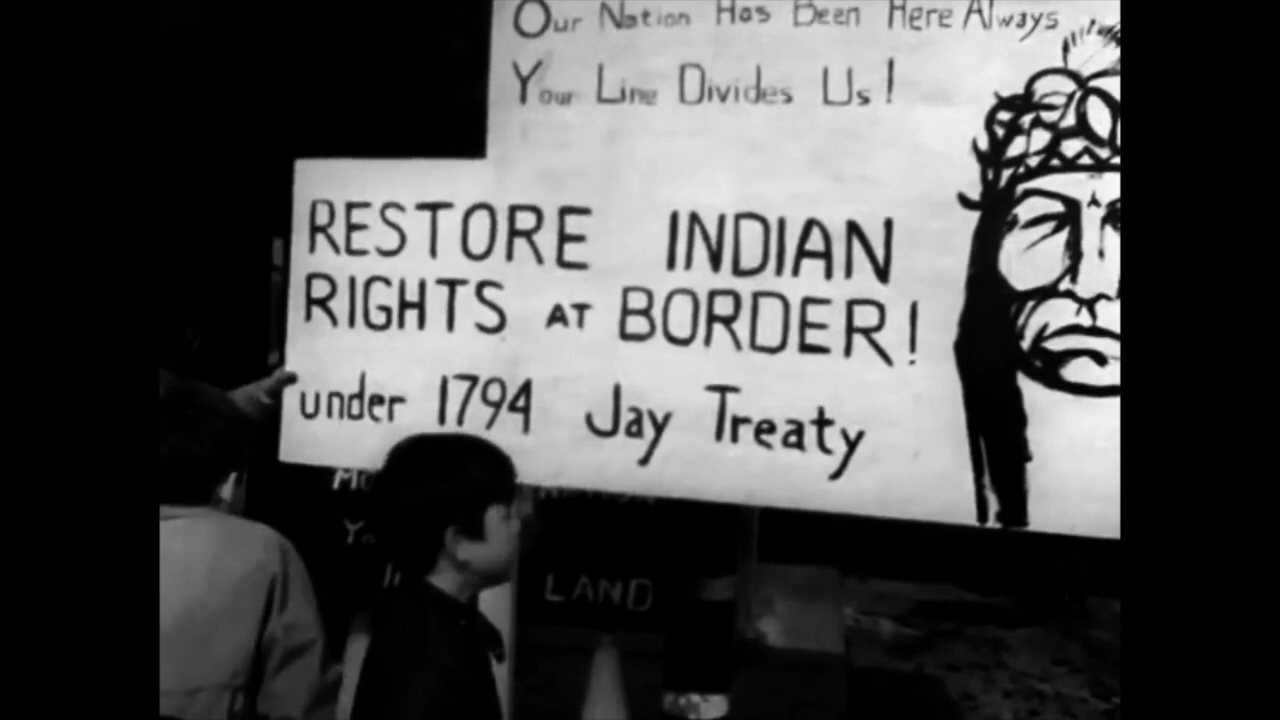 Our Nation Has Been Here Always
Your Line Divides Us!
RESTORE INDIAN
RIGHTS AT BORDER!
under 1794 Jay Treaty
LAND